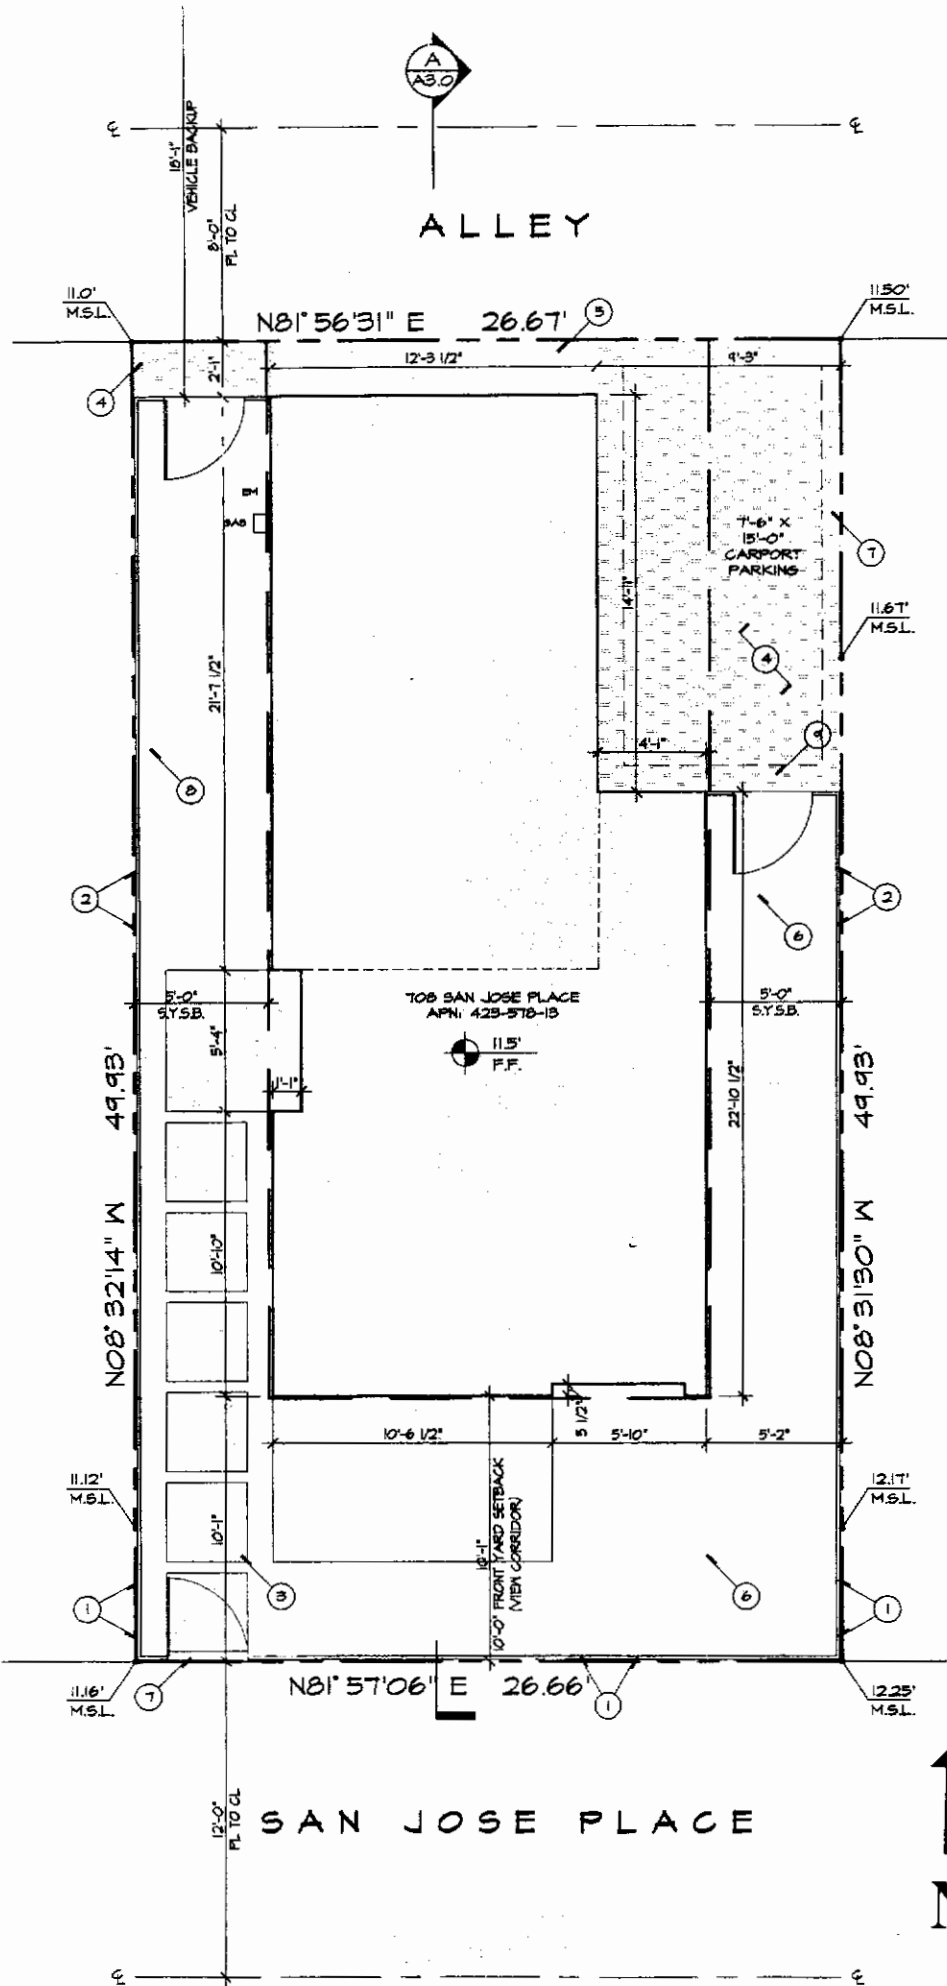 A
A3.0
℄
℄
18'-1"
VEHICLE BACKUP
8'-0"
PL TO CL
ALLEY
11.0'
M.S.L.
11.50'
M.S.L.
N81°56'31" E 26.67'
5
12'-3 1/2"
9'-3"
2'-1"
4
GAS
7'-6" X
15'-0"
CARPORT
PARKING
7
14'-11"
11.67'
M.S.L.
4
21'-7 1/2"
4'-1"
2
2
6
708 SAN JOSE PLACE
APN: 423-578-13
5'-0"
S.Y.S.B.
5'-0"
S.Y.S.B.
11.5'
F.F.
5'-4"
1'-1"
49.93'
49.93'
22'-10 1/2"
N08°32'14" W
N08°31'30" W
10'-10"
5 1/2"
10'-6 1/2"
5'-10"
5'-2"
11.12'
M.S.L.
12.17'
M.S.L.
10'-1"
10'-1"
10'-0" FRONT YARD SETBACK
(VIEW CORRIDOR)
3
6
1
1
N81°57'06" E 26.66'
1
11.16'
M.S.L.
7
12.25'
M.S.L.
12'-0"
PL TO CL
SAN JOSE PLACE
℄
℄